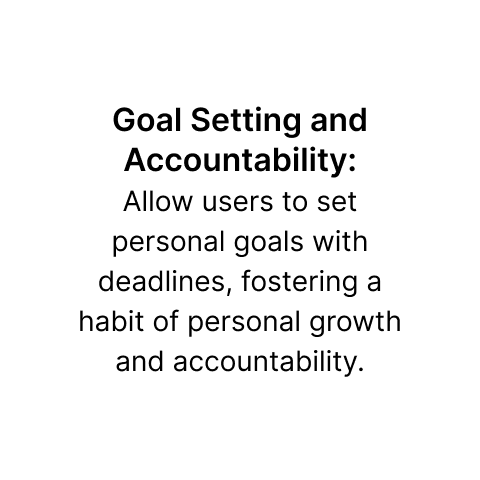 Goal Setting and
Accountability:
Allow users to set
personal goals with
deadlines, fostering a
habit of personal growth
and accountability.